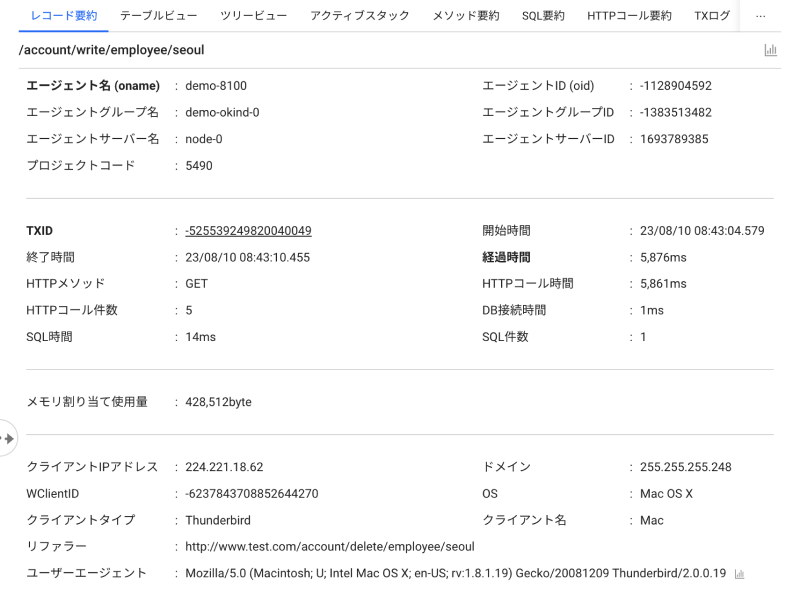 レコード要約 テーブルビュー ツリービュー アクティブスタック メソッド要約 SQL要約 HTTPコール要約 TXログ ...
/account/write/employee/seoul
エージェント名 (oname) : demo-8100 エージェントID (oid) : -1128904592
エージェントグループ名 : demo-okind-0 エージェントグループID : -1383513482
エージェントサーバー名 : node-0 エージェントサーバーID : 1693789385
プロジェクトコード : 5490
TXID : -525539249820040049 開始時間 : 23/08/10 08:43:04.579
終了時間 : 23/08/10 08:43:10.455 経過時間 : 5,876ms
HTTPメソッド : GET HTTPコール時間 : 5,861ms
HTTPコール件数 : 5 DB接続時間 : 1ms
SQL時間 : 14ms SQL件数 : 1
メモリ割り当て使用量 : 428,512byte
クライアントIPアドレス : 224.221.18.62 ドメイン : 255.255.255.248
WClientID : -6237843708852644270 OS : Mac OS X
クライアントタイプ : Thunderbird クライアント名 : Mac
リファラー : http://www.test.com/account/delete/employee/seoul
ユーザーエージェント : Mozilla/5.0 (Macintosh; U; Intel Mac OS X; en-US; rv:1.8.1.19) Gecko/20081209 Thunderbird/2.0.0.19